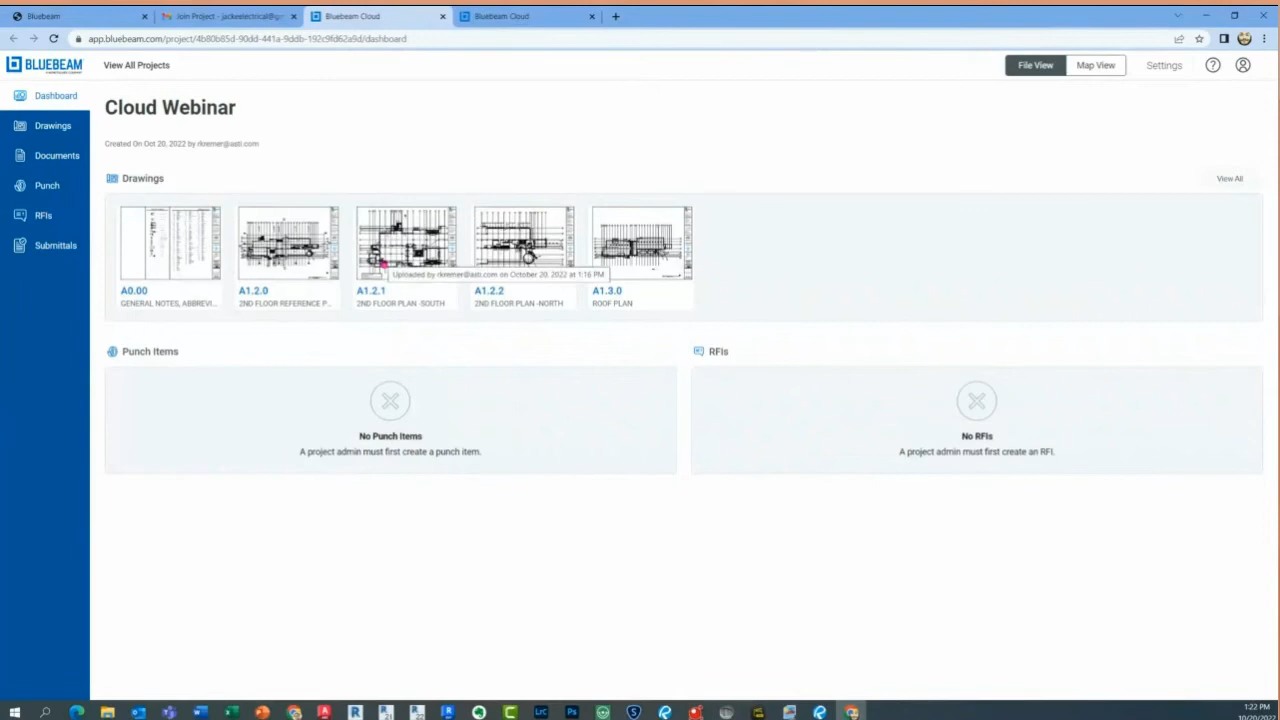 Bluebeam
Join Project - jackeselectrical@gm
Bluebeam Cloud
Bluebeam Cloud
app.bluebeam.com/project/4b80b85d-90dd-441a-9ddb-192c9fd62a9d/dashboard
BLUEBEAM
View All Projects
File View
Map View
Settings
Dashboard
Drawings
Documents
Punch
RFIs
Submittals
Cloud Webinar
Created On Oct 20, 2022 by rkremer@asti.com
Drawings
View All
Uploaded by rkremer@asti.com on October 20, 2022 at 1:16 PM
A0.00
GENERAL NOTES, ABBREVI...
A1.2.0
2ND FLOOR REFERENCE P...
A1.2.1
2ND FLOOR PLAN -SOUTH
A1.2.2
2ND FLOOR PLAN -NORTH
A1.3.0
ROOF PLAN
Punch Items
RFIs
No Punch Items
A project admin must first create a punch item.
No RFIs
A project admin must first create an RFI.
1:22 PM
10/20/2022